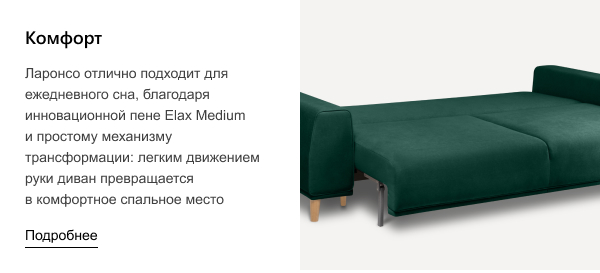 Комфорт
Ларонсо отлично подходит для
ежедневного сна, благодаря
инновационной пене Elax Medium
и простому механизму
трансформации: легким движением
руки диван превращается
в комфортное спальное место
Подробнее